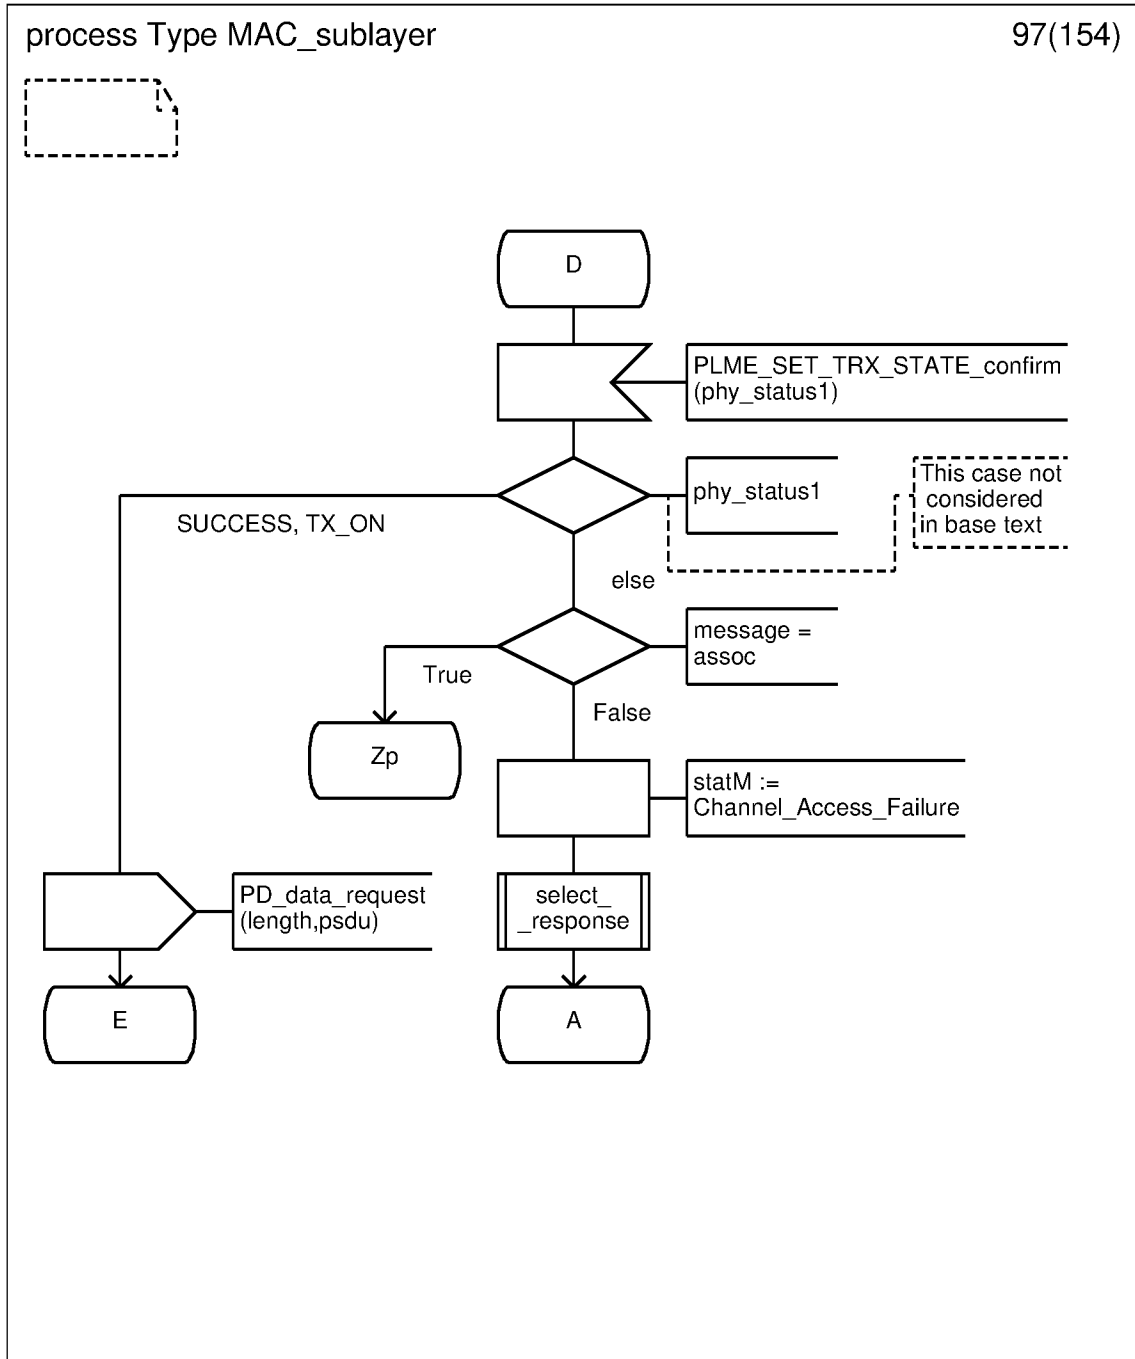 process Type MAC_sublayer
97(154)
D
PLME_SET_TRX_STATE_confirm
(phy_status1)
phy_status1
This case not
considered
in base text
SUCCESS, TX_ON
else
message =
assoc
True
False
Zp
statM :=
Channel_Access_Failure
PD_data_request
(length,psdu)
select_
_response
E
A